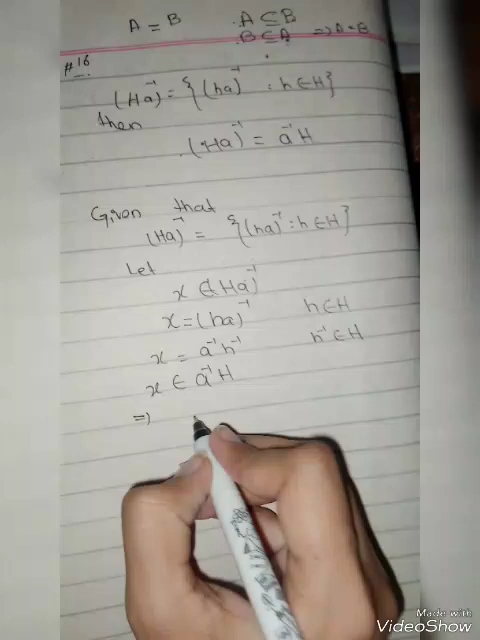 A = B A ⊆ B
B ⊆ A ⇒ A = B
#16
(Ha)⁻¹ = {(ha)⁻¹ : h ∈ H}
then
(Ha)⁻¹ = a⁻¹H
Given that
(Ha)⁻¹ = {(ha)⁻¹ : h ∈ H}
Let
x ∈ (Ha)⁻¹
x = (ha)⁻¹ h ∈ H
x = a⁻¹h⁻¹ h⁻¹ ∈ H
x ∈ a⁻¹H
⇒
Made with
VideoShow